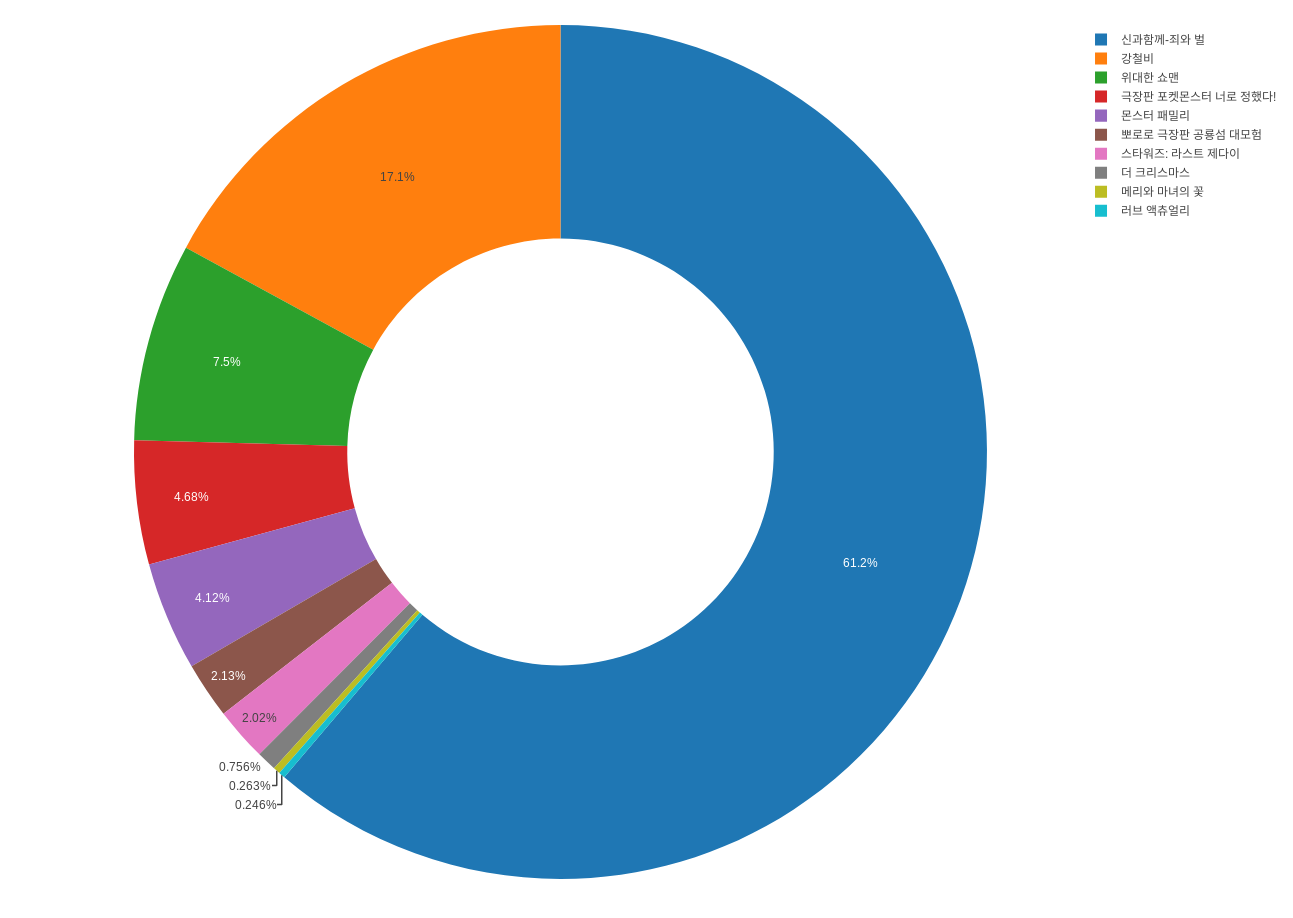 신과함께-죄와 벌
강철비
위대한 쇼맨
극장판 포켓몬스터 너로 정했다!
몬스터 패밀리
뽀로로 극장판 공룡섬 대모험
스타워즈: 라스트 제다이
더 크리스마스
메리와 마녀의 꽃
러브 액츄얼리
17.1%
7.5%
4.68%
61.2%
4.12%
2.13%
2.02%
0.756%
0.263%
0.246%